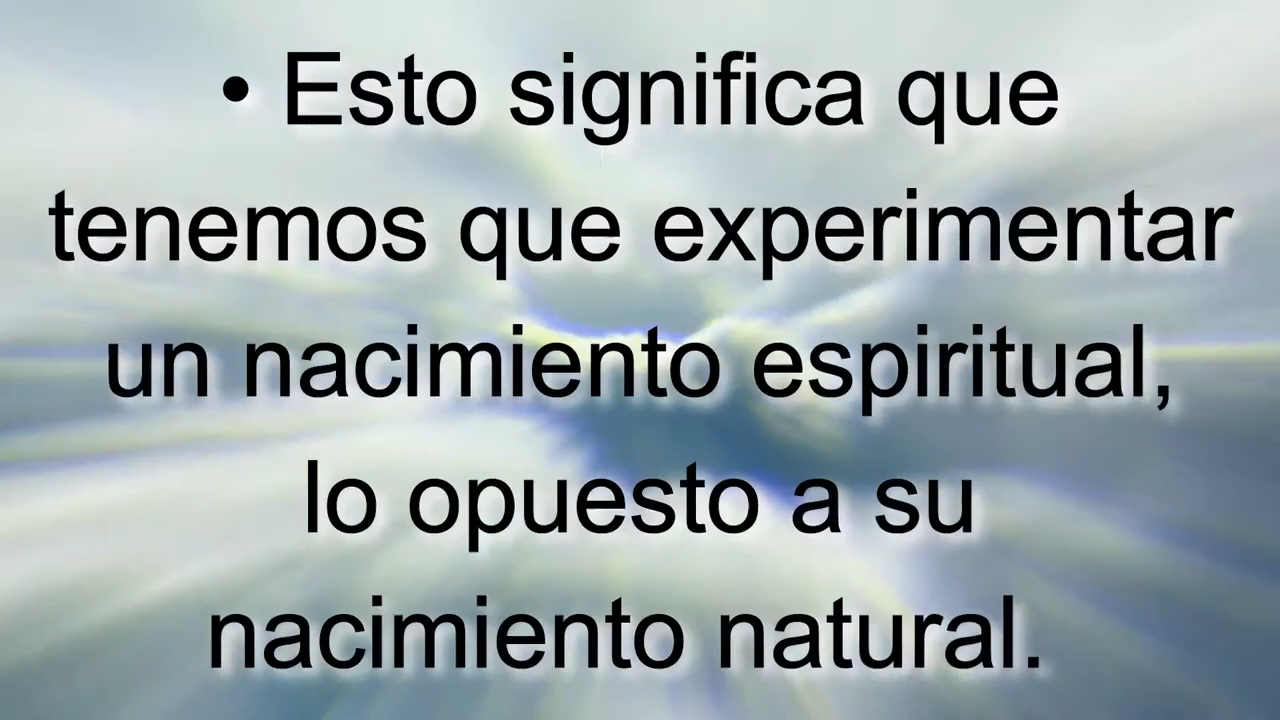 • Esto significa que
tenemos que experimentar
un nacimiento espiritual,
lo opuesto a su
nacimiento natural.